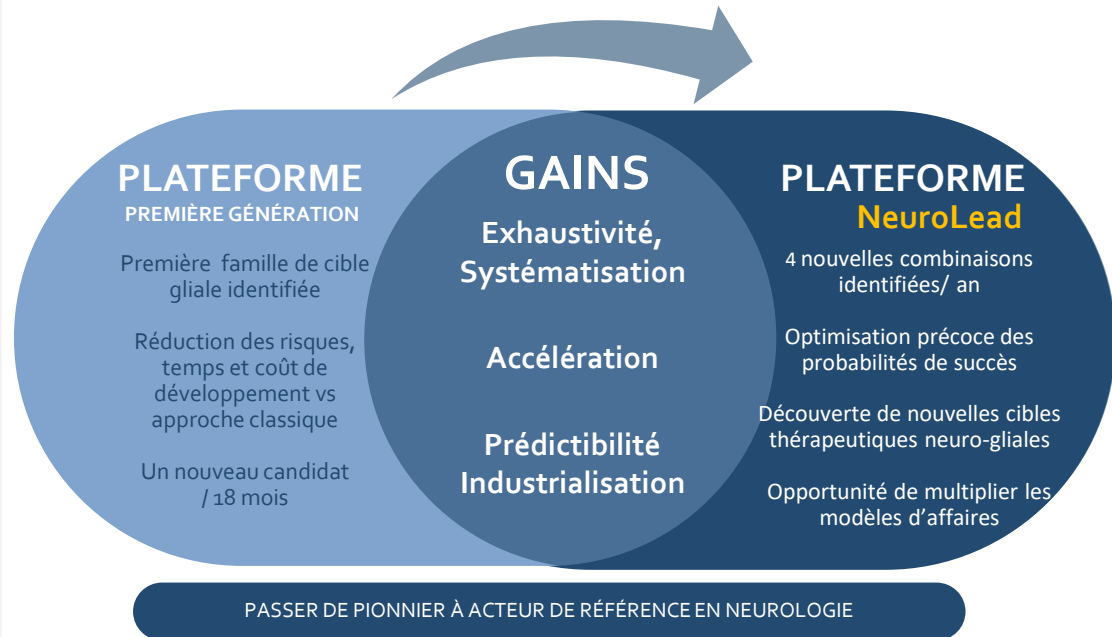 PLATEFORME
PREMIÈRE GÉNÉRATION
Première famille de cible
gliale identifiée
Réduction des risques,
temps et coût de
développement vs
approche classique
Un nouveau candidat
/ 18 mois
GAINS
Exhaustivité,
Systématisation
Accélération
Prédictibilité
Industrialisation
PLATEFORME
NeuroLead
4 nouvelles combinaisons
identifiées/ an
Optimisation précoce des
probabilités de succès
Découverte de nouvelles cibles
thérapeutiques neuro-gliales
Opportunité de multiplier les
modèles d’affaires
PASSER DE PIONNIER À ACTEUR DE RÉFÉRENCE EN NEUROLOGIE